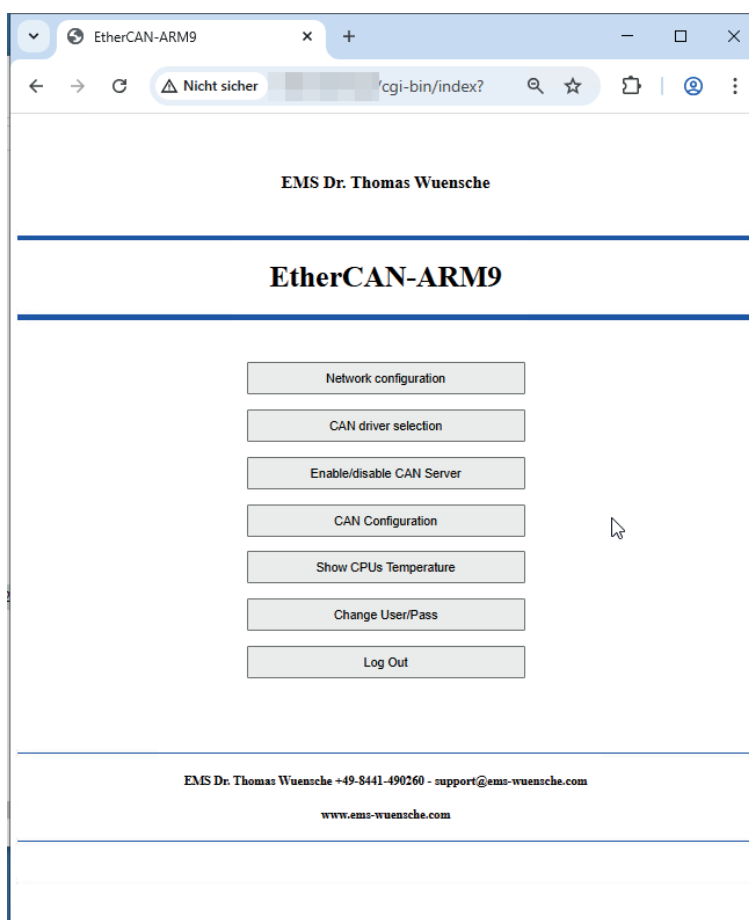 EtherCAN-ARM9
Nicht sicher
/cgi-bin/index?
EMS Dr. Thomas Wuensche
EtherCAN-ARM9
Network configuration
CAN driver selection
Enable/disable CAN Server
CAN Configuration
Show CPUs Temperature
Change User/Pass
Log Out
EMS Dr. Thomas Wuensche +49-8441-490260 - support@ems-wuensche.com
www.ems-wuensche.com